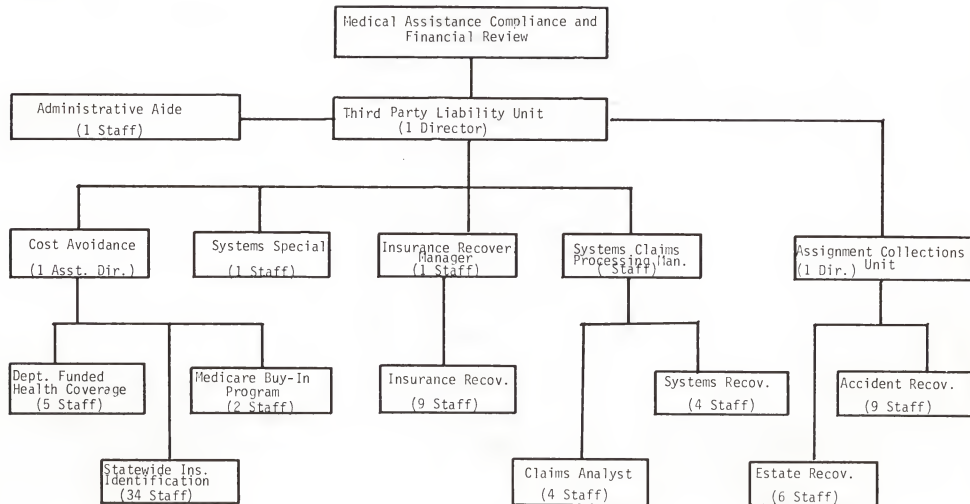 Medical Assistance Compliance and
Financial Review
Administrative Aide
(1 Staff)
Third Party Liability Unit
(1 Director)
Cost Avoidance
(1 Asst. Dir.)
Systems Special
(1 Staff)
Insurance Recover.
Manager
(1 Staff)
Systems Claims
Processing Man.
( Staff)
Assignment Collections
Unit
(1 Dir.)
Dept. Funded
Health Coverage
(5 Staff)
Medicare Buy-In
Program
(2 Staff)
Insurance Recov.
(9 Staff)
Systems Recov.
(4 Staff)
Accident Recov.
(9 Staff)
Statewide Ins.
Identification
(34 Staff)
Claims Analyst
(4 Staff)
Estate Recov.
(6 Staff)